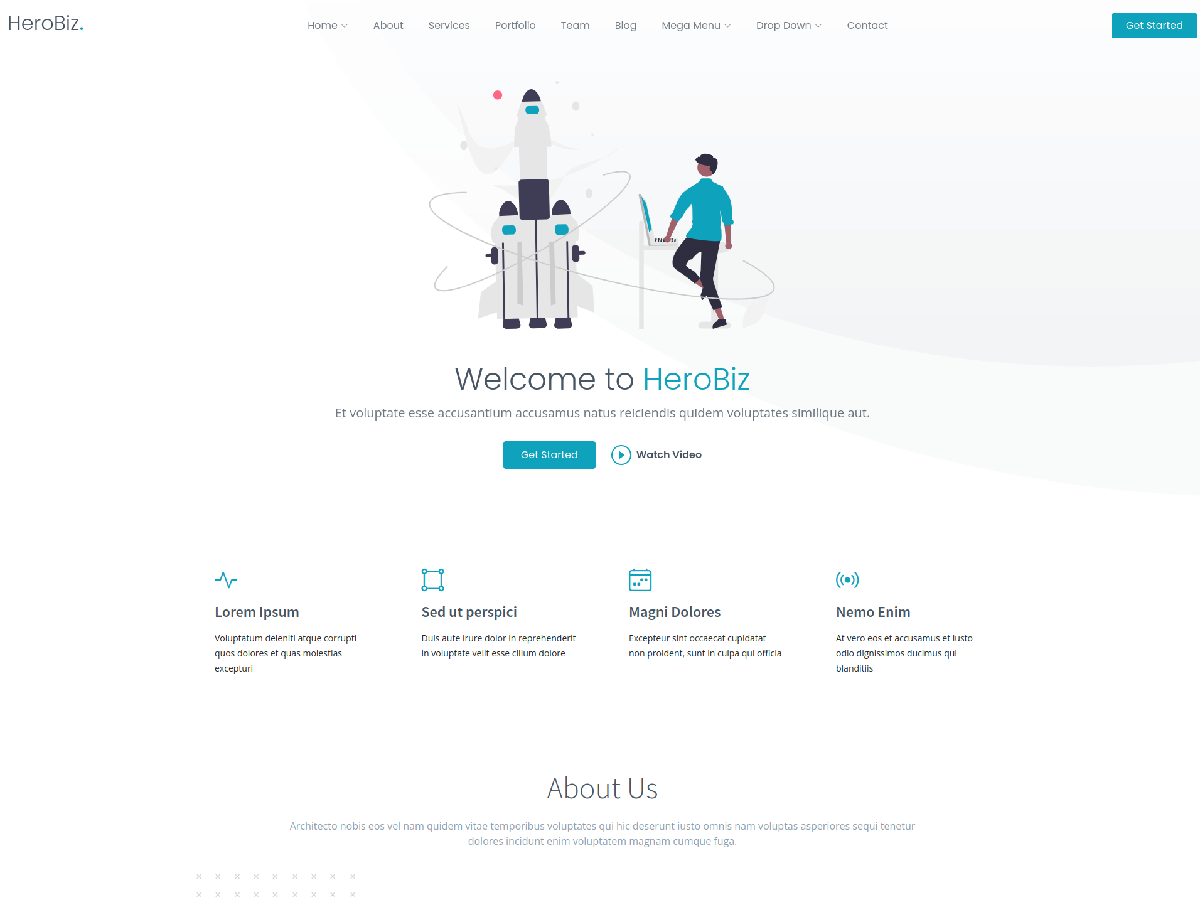 HeroBiz.
Home
About
Services
Portfolio
Team
Blog
Mega Menu
Drop Down
Contact
Get Started
Welcome to HeroBiz
Et voluptate esse accusantium accusamus natus reiciendis quidem voluptates similique aut.
Get Started
Watch Video
Lorem Ipsum
Voluptatum deleniti atque corrupti
quos dolores et quas molestias
excepturi
Sed ut perspici
Duis aute irure dolor in reprehenderit
in voluptate velit esse cillum dolore
Magni Dolores
Excepteur sint occaecat cupidatat
non proident, sunt in culpa qui officia
Nemo Enim
At vero eos et accusamus et iusto
odio dignissimos ducimus qui
blanditiis
About Us
Architecto nobis eos vel nam quidem vitae temporibus voluptates qui hic deserunt iusto omnis nam voluptas asperiores sequi tenetur
dolores incidunt enim voluptatem magnam cumque fuga.